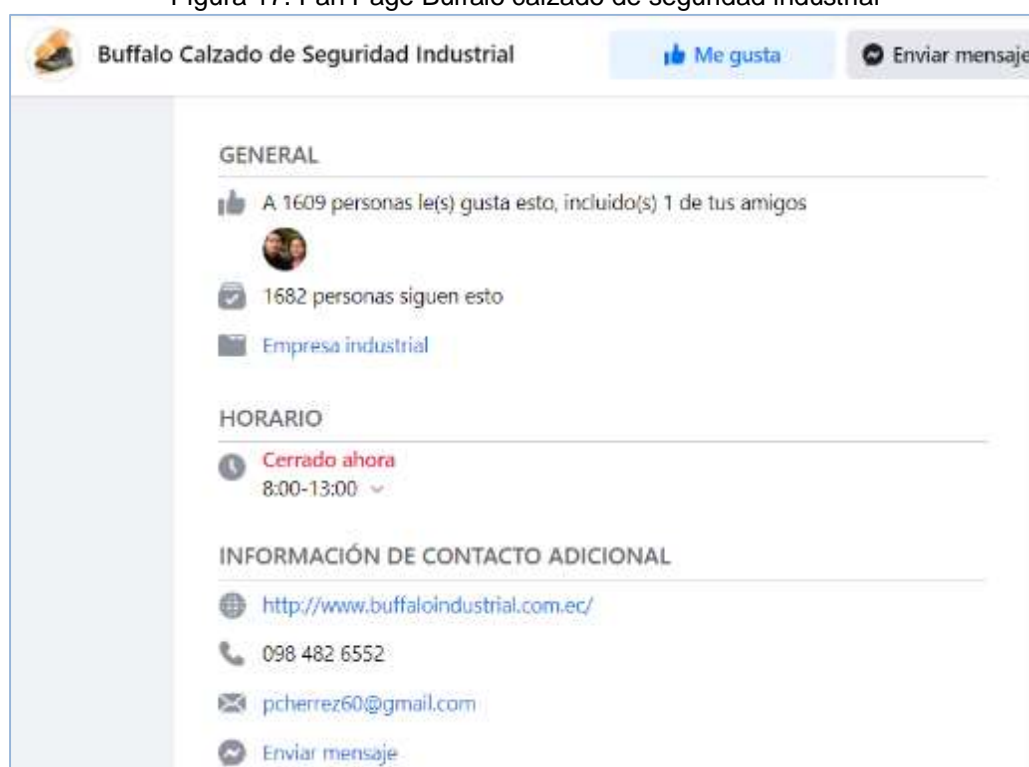 Figura 17. Fan Page Buffalo calzado de seguridad industrial
Buffalo Calzado de Seguridad Industrial
Me gusta
Enviar mensaje
GENERAL
A 1609 personas le(s) gusta esto, incluido(s) 1 de tus amigos
1682 personas siguen esto
Empresa industrial
HORARIO
Cerrado ahora
8:00-13:00
INFORMACIÓN DE CONTACTO ADICIONAL
http://www.buffaloindustrial.com.ec/
098 482 6552
pcherrez60@gmail.com
Enviar mensaje